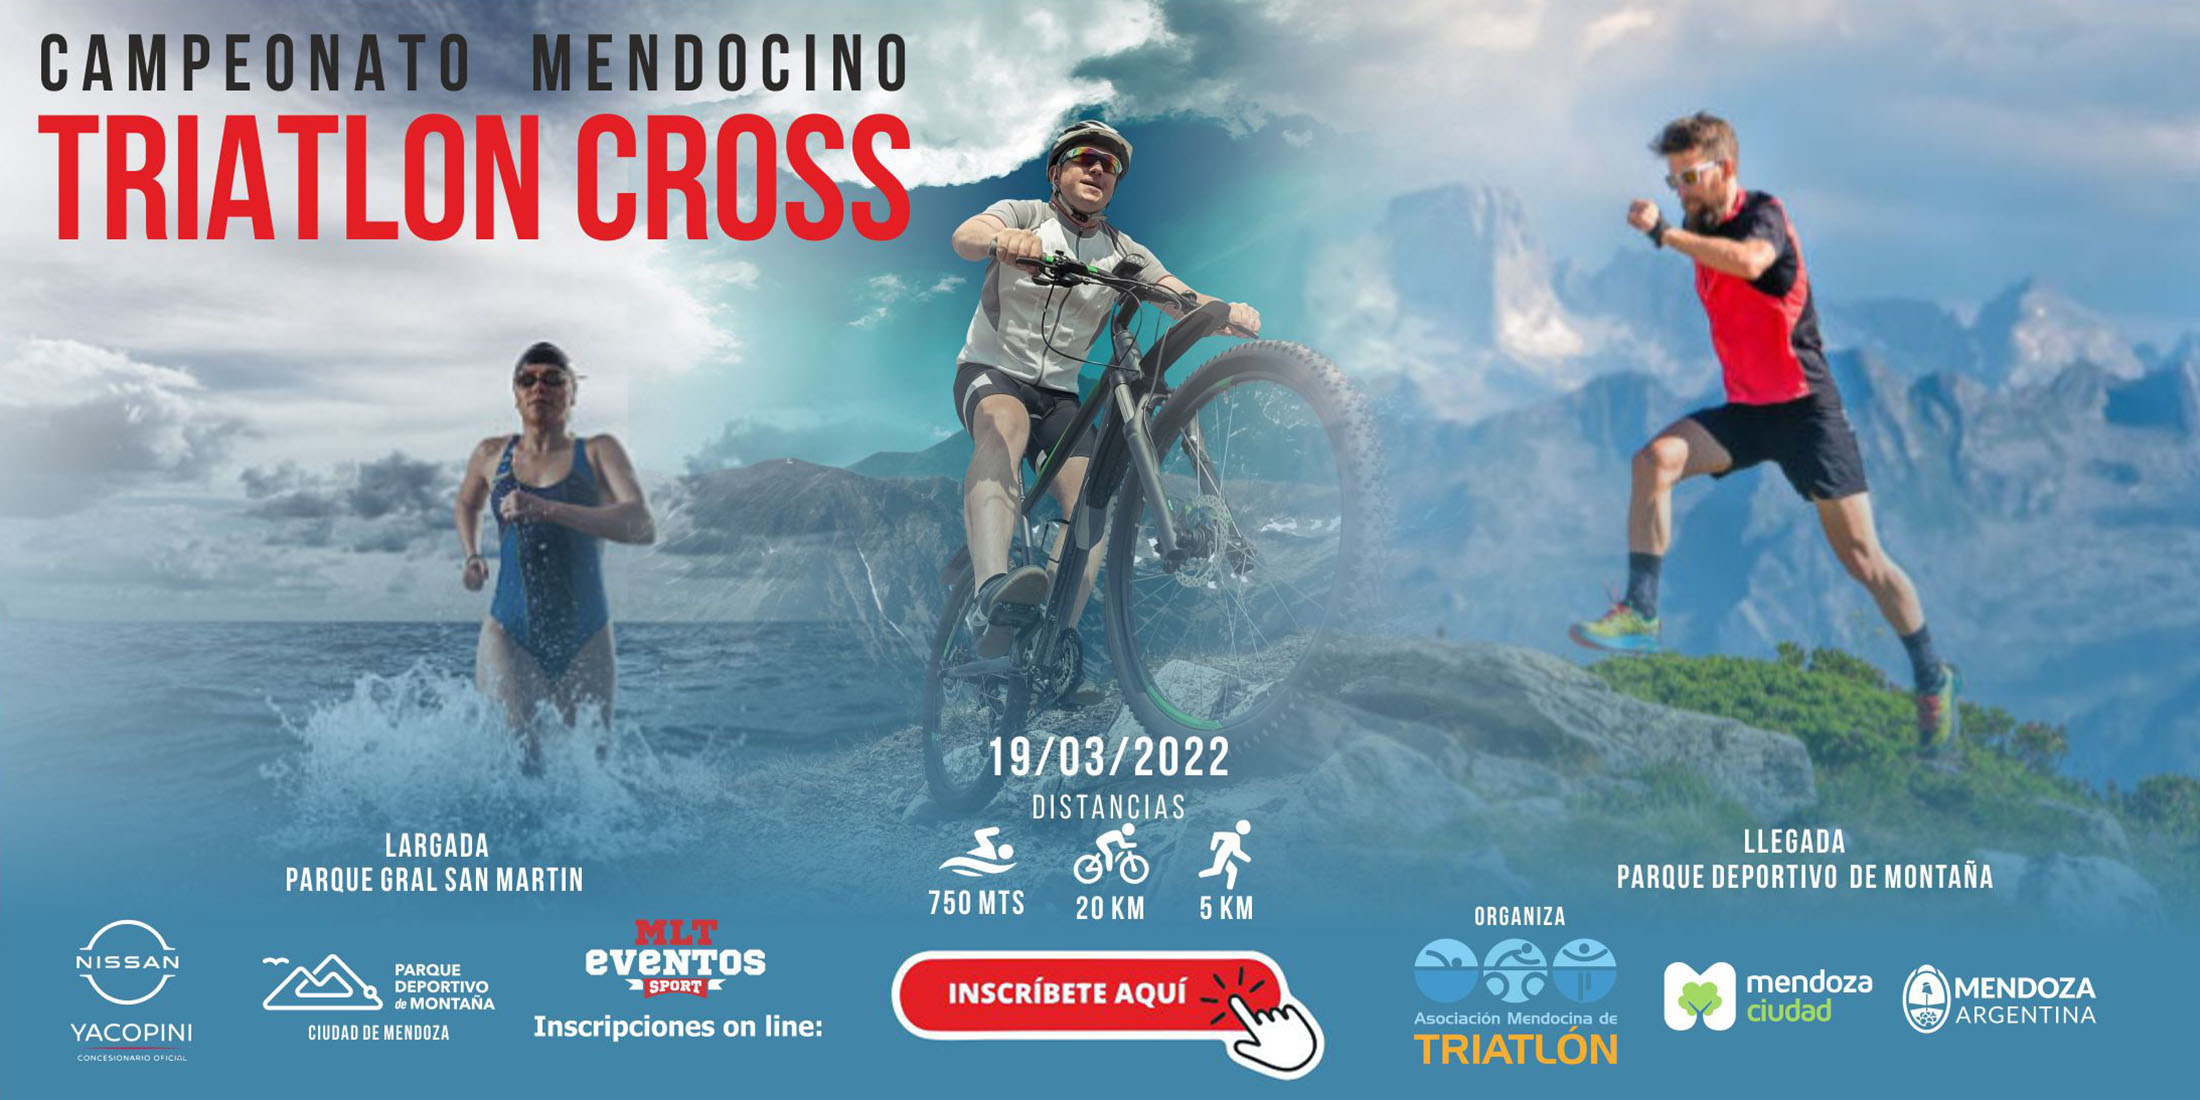 CAMPEONATO MENDOCINO
TRIATLON CROSS
19/03/2022
DISTANCIAS
750 MTS
20 KM
5 KM
LARGADA
PARQUE GRAL SAN MARTIN
LLEGADA
PARQUE DEPORTIVO DE MONTAÑA
NISSAN
YACOPINI
CONCESIONARIO OFICIAL
PARQUE
DEPORTIVO
de MONTAÑA
CIUDAD DE MENDOZA
MLT
eventos
SPORT
Inscripciones on line:
INSCRÍBETE AQUÍ
ORGANIZA
Asociación Mendocina de
TRIATLÓN
mendoza
ciudad
MENDOZA
ARGENTINA